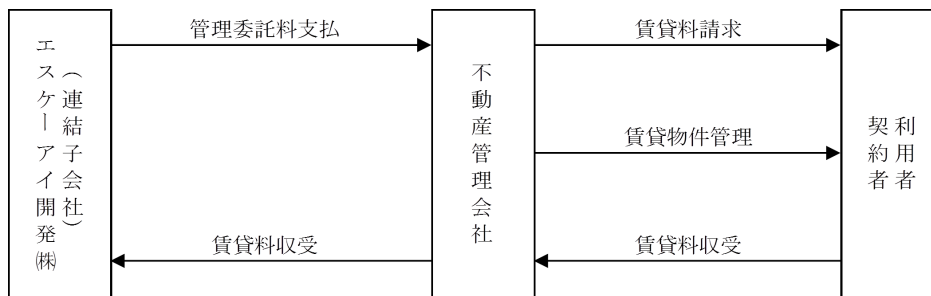 エスケーアイ開発㈱
（連結子会社）
管理委託料支払
賃貸料収受
不動産管理会社
賃貸料請求
賃貸物件管理
賃貸料収受
利用者
契約者